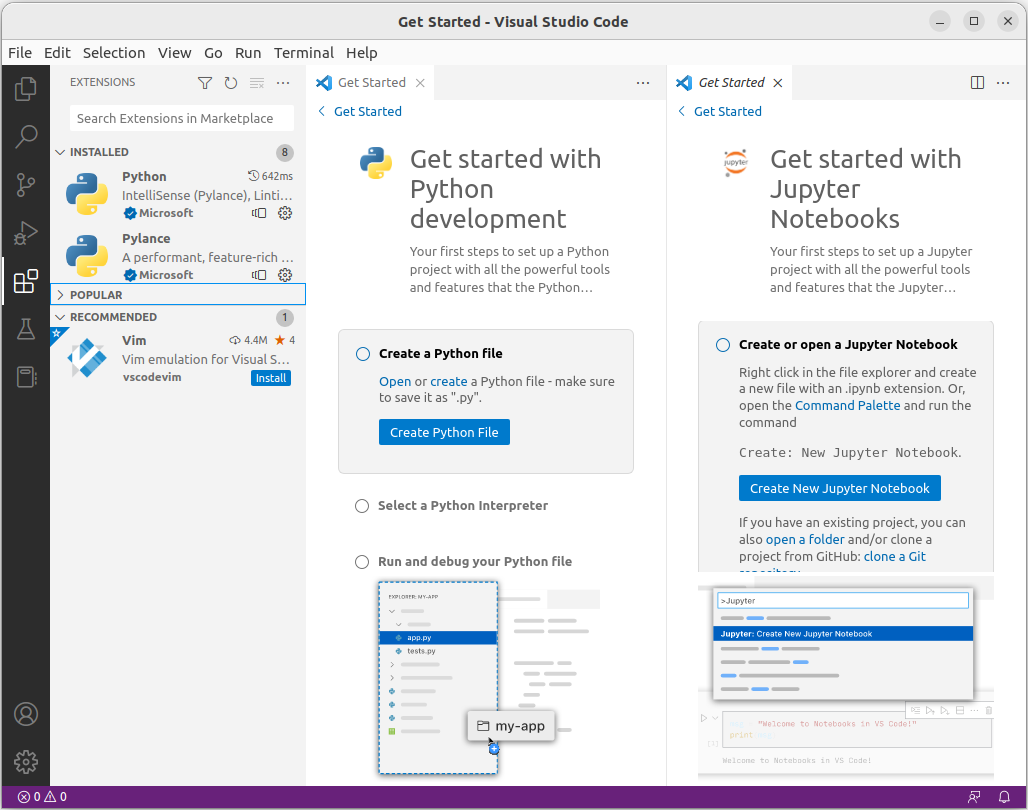 Get Started - Visual Studio Code
File Edit Selection View Go Run Terminal Help
EXTENSIONS
Search Extensions in Marketplace
INSTALLED
8
Python
642ms
IntelliSense (Pylance), Linti...
Microsoft
Pylance
A performant, feature-rich ...
Microsoft
POPULAR
RECOMMENDED
1
Vim
4.4M
4
Vim emulation for Visual S...
vscodevim
Install
Get Started
Get Started
Get started with
Python
development
Your first steps to set up a Python
project with all the powerful tools
and features that the Python…
Create a Python file
Open or create a Python file - make sure
to save it as ".py".
Create Python File
Select a Python Interpreter
Run and debug your Python file
EXPLORER: MY-APP
app.py
tests.py
my-app
Get Started
Get Started
jupyter
Get started with
Jupyter
Notebooks
Your first steps to set up a Jupyter
project with all the powerful tools
and features that the Jupyter…
Create or open a Jupyter Notebook
Right click in the file explorer and create
a new file with an .ipynb extension. Or,
open the Command Palette and run the
command
Create: New Jupyter Notebook.
Create New Jupyter Notebook
If you have an existing project, you can
also open a folder and/or clone a
project from GitHub: clone a Git
repository
>Jupyter
Jupyter: Create New Jupyter Notebook
"Welcome to Notebooks in VS Code!"
print
[1]
Welcome to Notebooks in VS Code!
0 0